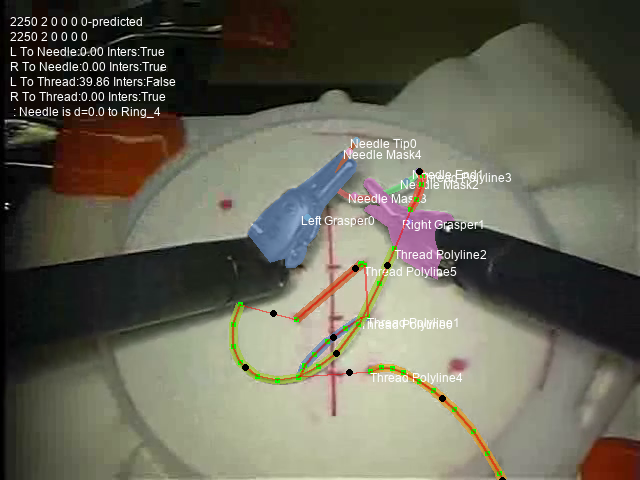 2250 2 0 0 0 0-predicted
2250 2 0 0 0 0
L To Needle:0.00 Inters:True
R To Needle:0.00 Inters:True
L To Thread:39.86 Inters:False
R To Thread:0.00 Inters:True
: Needle is d=0.0 to Ring_4
Needle Tip0
Needle Mask4
Needle End1
Thread Polyline3
Needle Mask2
Needle Mask3
Left Grasper0
Right Grasper1
Thread Polyline2
Thread Polyline5
Thread Polyline1
Thread Polyline4